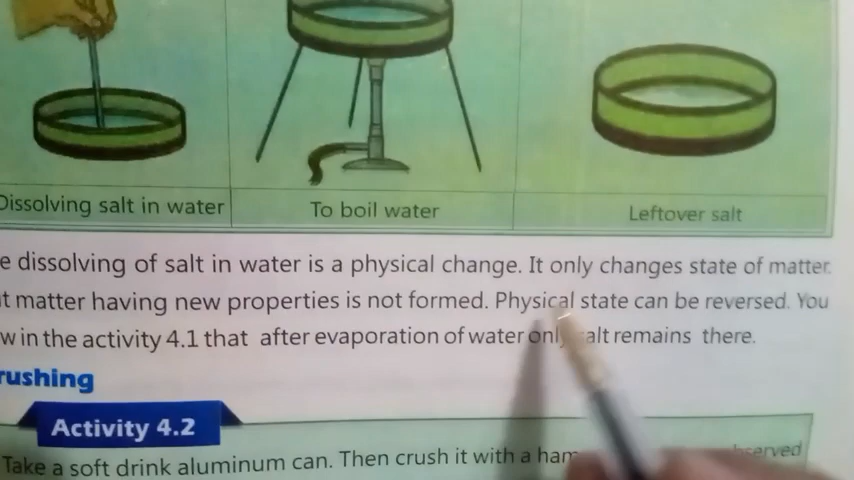 Dissolving salt in water
To boil water
Leftover salt
e dissolving of salt in water is a physical change. It only changes state of matter.
t matter having new properties is not formed. Physical state can be reversed. You
w in the activity 4.1 that after evaporation of water only alt remains there.
rushing
Activity 4.2
Take a soft drink aluminum can. Then crush it with a ham